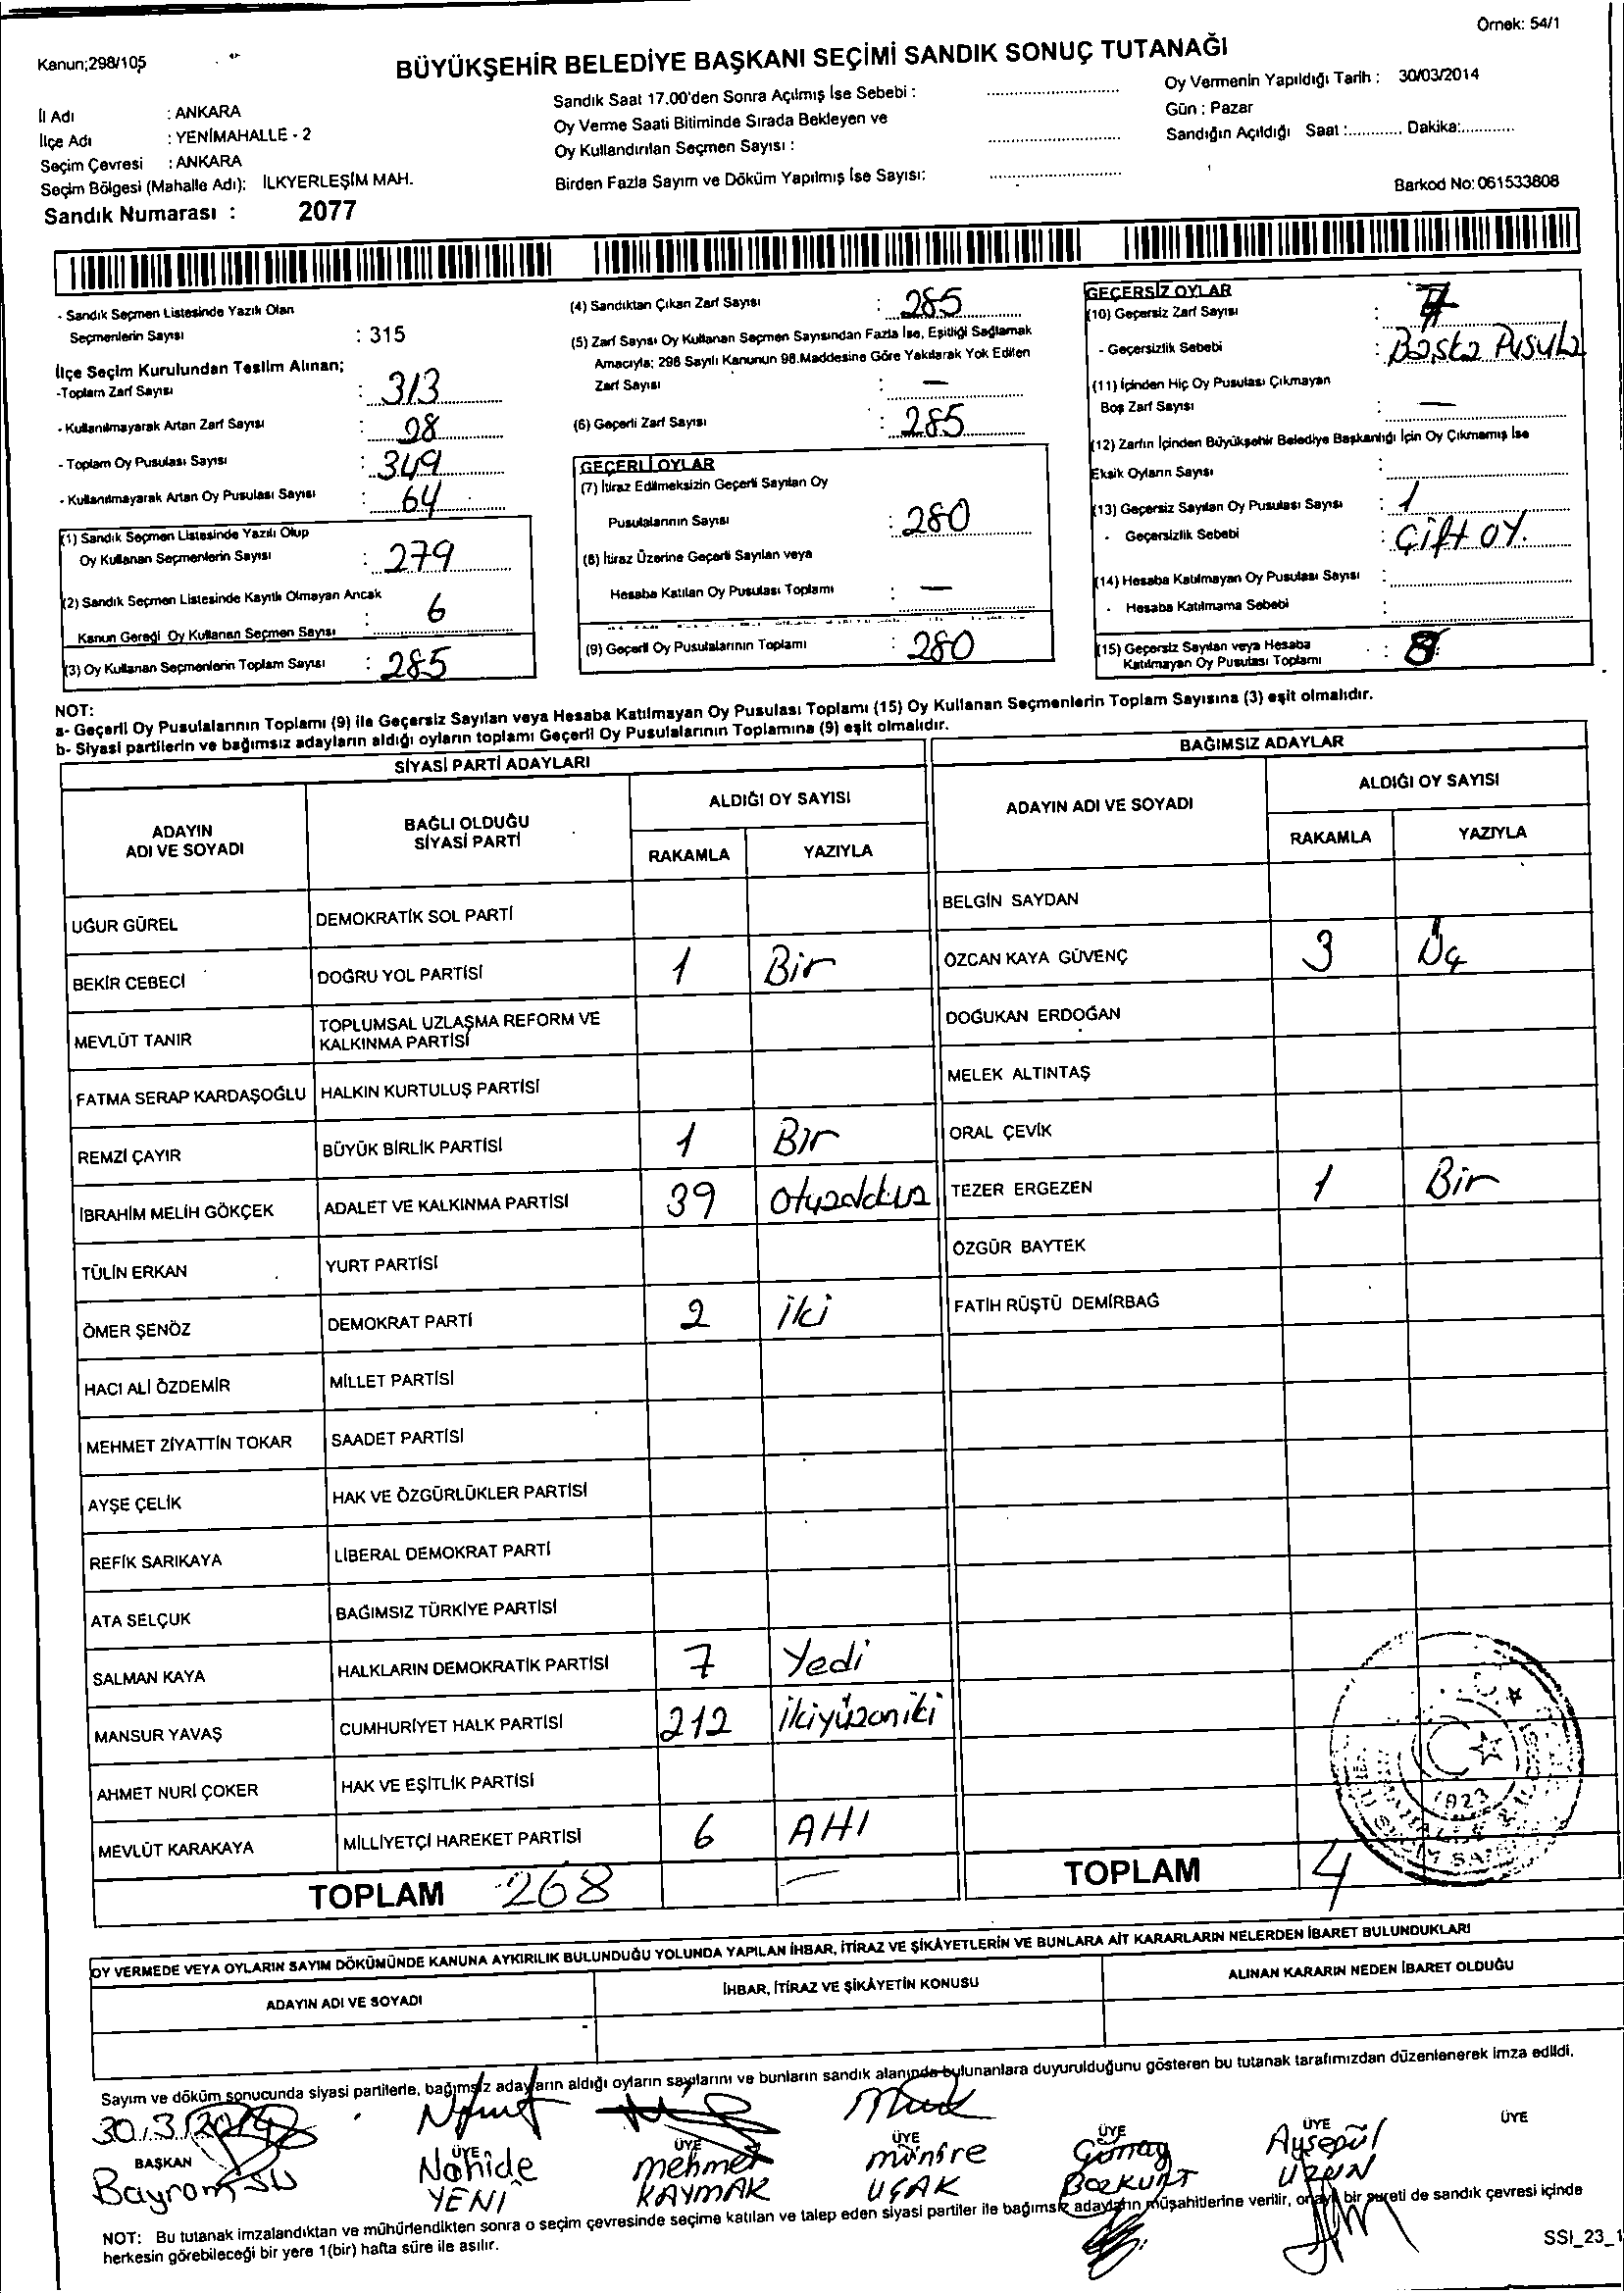 Örnek: 54/1
Kanun;298/105
BÜYÜKŞEHİR BELEDİYE BAŞKANI SEÇİMİ SANDIK SONUÇ TUTANAĞI
İl Adı : ANKARA
İlçe Adı : YENİMAHALLE - 2
Seçim Çevresi : ANKARA
Seçim Bölgesi (Mahalle Adı): İLKYERLEŞİM MAH.
Sandık Numarası : 2077
Sandık Saat 17.00'den Sonra Açılmış İse Sebebi :
Oy Verme Saati Bitiminde Sırada Bekleyen ve
Oy Kullandırılan Seçmen Sayısı :
Birden Fazla Sayım ve Döküm Yapılmış İse Sayısı:
Oy Vermenin Yapıldığı Tarih : 30/03/2014
Gün : Pazar
Sandığın Açıldığı Saat :............ Dakika:............
Barkod No: 061533808
- Sandık Seçmen Listesinde Yazılı Olan
Seçmenlerin Sayısı : 315
İlçe Seçim Kurulundan Teslim Alınan;
-Toplam Zarf Sayısı : 313
- Kullanılmayarak Artan Zarf Sayısı : 28
- Toplam Oy Pusulası Sayısı : 349
- Kullanılmayarak Artan Oy Pusulası Sayısı : 64
(1) Sandık Seçmen Listesinde Yazılı Olup
Oy Kullanan Seçmenlerin Sayısı : 279
(2) Sandık Seçmen Listesinde Kayıtlı Olmayan Ancak
Kanun Gereği Oy Kullanan Seçmen Sayısı : 6
(3) Oy Kullanan Seçmenlerin Toplam Sayısı : 285
(4) Sandıktan Çıkan Zarf Sayısı : 285
(5) Zarf Sayısı Oy Kullanan Seçmen Sayısından Fazla İse, Eşitliği Sağlamak
Amacıyla; 298 Sayılı Kanunun 98.Maddesine Göre Yakılarak Yok Edilen
Zarf Sayısı : —
(6) Geçerli Zarf Sayısı : 285
GEÇERLİ OYLAR
(7) İtiraz Edilmeksizin Geçerli Sayılan Oy
Pusulalarının Sayısı : 280
(8) İtiraz Üzerine Geçerli Sayılan veya
Hesaba Katılan Oy Pusulası Toplamı : —
(9) Geçerli Oy Pusulalarının Toplamı : 280
GEÇERSİZ OYLAR
(10) Geçersiz Zarf Sayısı : 7
- Geçersizlik Sebebi : Başka Pusula
(11) İçinden Hiç Oy Pusulası Çıkmayan
Boş Zarf Sayısı : —
(12) Zarfın İçinden Büyükşehir Belediye Başkanlığı İçin Oy Çıkmamış İse
Eksik Oyların Sayısı :
(13) Geçersiz Sayılan Oy Pusulası Sayısı : 1
- Geçersizlik Sebebi : Çift OY.
(14) Hesaba Katılmayan Oy Pusulası Sayısı :
- Hesaba Katılmama Sebebi :
(15) Geçersiz Sayılan veya Hesaba
Katılmayan Oy Pusulası Toplamı : 8
NOT:
a- Geçerli Oy Pusulalarının Toplamı (9) ile Geçersiz Sayılan veya Hesaba Katılmayan Oy Pusulası Toplamı (15) Oy Kullanan Seçmenlerin Toplam Sayısına (3) eşit olmalıdır.
b- Siyasi partilerin ve bağımsız adayların aldığı oyların toplamı Geçerli Oy Pusulalarının Toplamına (9) eşit olmalıdır.
SİYASİ PARTİ ADAYLARI
ADAYIN
ADI VE SOYADI
BAĞLI OLDUĞU
SİYASİ PARTİ
ALDIĞI OY SAYISI
RAKAMLA YAZIYLA
UĞUR GÜREL DEMOKRATİK SOL PARTİ
BEKİR CEBECİ DOĞRU YOL PARTİSİ 1 Bir
MEVLÜT TANIR TOPLUMSAL UZLAŞMA REFORM VE
KALKINMA PARTİSİ
FATMA SERAP KARDAŞOĞLU HALKIN KURTULUŞ PARTİSİ
REMZİ ÇAYIR BÜYÜK BİRLİK PARTİSİ 1 Bir
İBRAHİM MELİH GÖKÇEK ADALET VE KALKINMA PARTİSİ 39 otuzdokuz
TÜLİN ERKAN YURT PARTİSİ
ÖMER ŞENÖZ DEMOKRAT PARTİ 2 iki
HACI ALİ ÖZDEMİR MİLLET PARTİSİ
MEHMET ZİYATTİN TOKAR SAADET PARTİSİ
AYŞE ÇELİK HAK VE ÖZGÜRLÜKLER PARTİSİ
REFİK SARIKAYA LİBERAL DEMOKRAT PARTİ
ATA SELÇUK BAĞIMSIZ TÜRKİYE PARTİSİ
SALMAN KAYA HALKLARIN DEMOKRATİK PARTİSİ 7 Yedi
MANSUR YAVAŞ CUMHURİYET HALK PARTİSİ 212 ikiyüzoniki
AHMET NURİ ÇOKER HAK VE EŞİTLİK PARTİSİ
MEVLÜT KARAKAYA MİLLİYETÇİ HAREKET PARTİSİ 6 Altı
TOPLAM 268 —
BAĞIMSIZ ADAYLAR
ADAYIN ADI VE SOYADI
ALDIĞI OY SAYISI
RAKAMLA YAZIYLA
BELGİN SAYDAN
ÖZCAN KAYA GÜVENÇ 3 Üç
DOĞUKAN ERDOĞAN
MELEK ALTINTAŞ
ORAL ÇEVİK
TEZER ERGEZEN 1 Bir
ÖZGÜR BAYTEK
FATİH RÜŞTÜ DEMİRBAĞ
TOPLAM 4
OY VERMEDE VEYA OYLARIN SAYIM DÖKÜMÜNDE KANUNA AYKIRILIK BULUNDUĞU YOLUNDA YAPILAN İHBAR, İTİRAZ VE ŞİKÂYETLERİN VE BUNLARA AİT KARARLARIN NELERDEN İBARET BULUNDUKLARI
ADAYIN ADI VE SOYADI İHBAR, İTİRAZ VE ŞİKÂYETİN KONUSU ALINAN KARARIN NEDEN İBARET OLDUĞU
Sayım ve döküm sonucunda siyasi partilerle, bağımsız adayların aldığı oyların sayılarını ve bunların sandık alanında bulunanlara duyurulduğunu gösteren bu tutanak tarafımızdan düzenlenerek imza edildi.
30.3.2014
BAŞKAN ÜYE ÜYE ÜYE ÜYE ÜYE ÜYE
Bayram SU
Nahide YENİ
mehmet KAYMAK
münire UÇAK
Günay BOZKURT
Ayşegül UZUN
NOT: Bu tutanak imzalandıktan ve mühürlendikten sonra o seçim çevresinde seçime katılan ve talep eden siyasi partiler ile bağımsız adayların müşahitlerine verilir, onaylı bir sureti de sandık çevresi içinde
herkesin görebileceği bir yere 1(bir) hafta süre ile asılır.
SSI_23_1